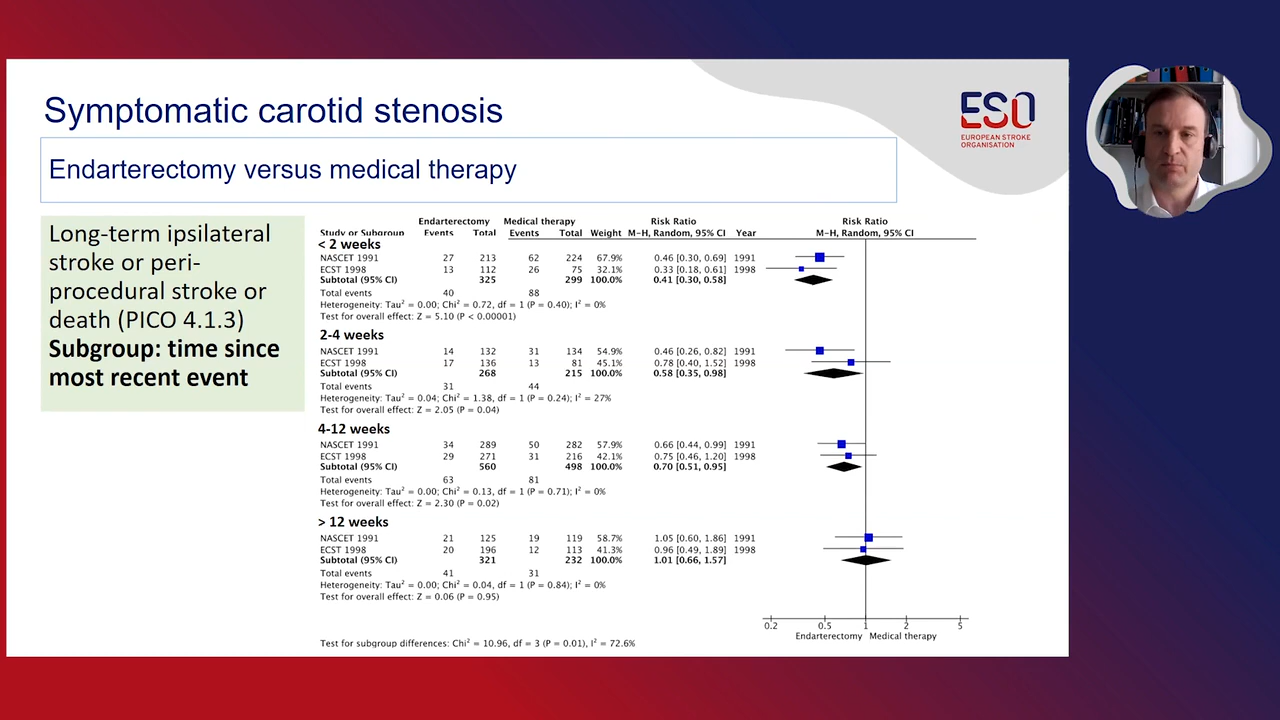 Symptomatic carotid stenosis
ESO
EUROPEAN STROKE
ORGANISATION
Endarterectomy versus medical therapy
Long-term ipsilateral
stroke or peri-
procedural stroke or
death (PICO 4.1.3)
Subgroup: time since
most recent event
Endarterectomy Medical therapy Risk Ratio Risk Ratio
Study or Subgroup Events Total Events Total Weight M-H, Random, 95% CI Year M-H, Random, 95% CI
< 2 weeks
NASCET 1991 27 213 62 224 67.9% 0.46 [0.30, 0.69] 1991
ECST 1998 13 112 26 75 32.1% 0.33 [0.18, 0.61] 1998
Subtotal (95% CI) 325 299 100.0% 0.41 [0.30, 0.58]
Total events 40 88
Heterogeneity: Tau² = 0.00; Chi² = 0.72, df = 1 (P = 0.40); I² = 0%
Test for overall effect: Z = 5.10 (P < 0.00001)
2-4 weeks
NASCET 1991 14 132 31 134 54.9% 0.46 [0.26, 0.82] 1991
ECST 1998 17 136 13 81 45.1% 0.78 [0.40, 1.52] 1998
Subtotal (95% CI) 268 215 100.0% 0.58 [0.35, 0.98]
Total events 31 44
Heterogeneity: Tau² = 0.04; Chi² = 1.38, df = 1 (P = 0.24); I² = 27%
Test for overall effect: Z = 2.05 (P = 0.04)
4-12 weeks
NASCET 1991 34 289 50 282 57.9% 0.66 [0.44, 0.99] 1991
ECST 1998 29 271 31 216 42.1% 0.75 [0.46, 1.20] 1998
Subtotal (95% CI) 560 498 100.0% 0.70 [0.51, 0.95]
Total events 63 81
Heterogeneity: Tau² = 0.00; Chi² = 0.13, df = 1 (P = 0.71); I² = 0%
Test for overall effect: Z = 2.30 (P = 0.02)
> 12 weeks
NASCET 1991 21 125 19 119 58.7% 1.05 [0.60, 1.86] 1991
ECST 1998 20 196 12 113 41.3% 0.96 [0.49, 1.89] 1998
Subtotal (95% CI) 321 232 100.0% 1.01 [0.66, 1.57]
Total events 41 31
Heterogeneity: Tau² = 0.00; Chi² = 0.04, df = 1 (P = 0.84); I² = 0%
Test for overall effect: Z = 0.06 (P = 0.95)
0.2 0.5 1 2 5
Endarterectomy Medical therapy
Test for subgroup differences: Chi² = 10.96, df = 3 (P = 0.01), I² = 72.6%